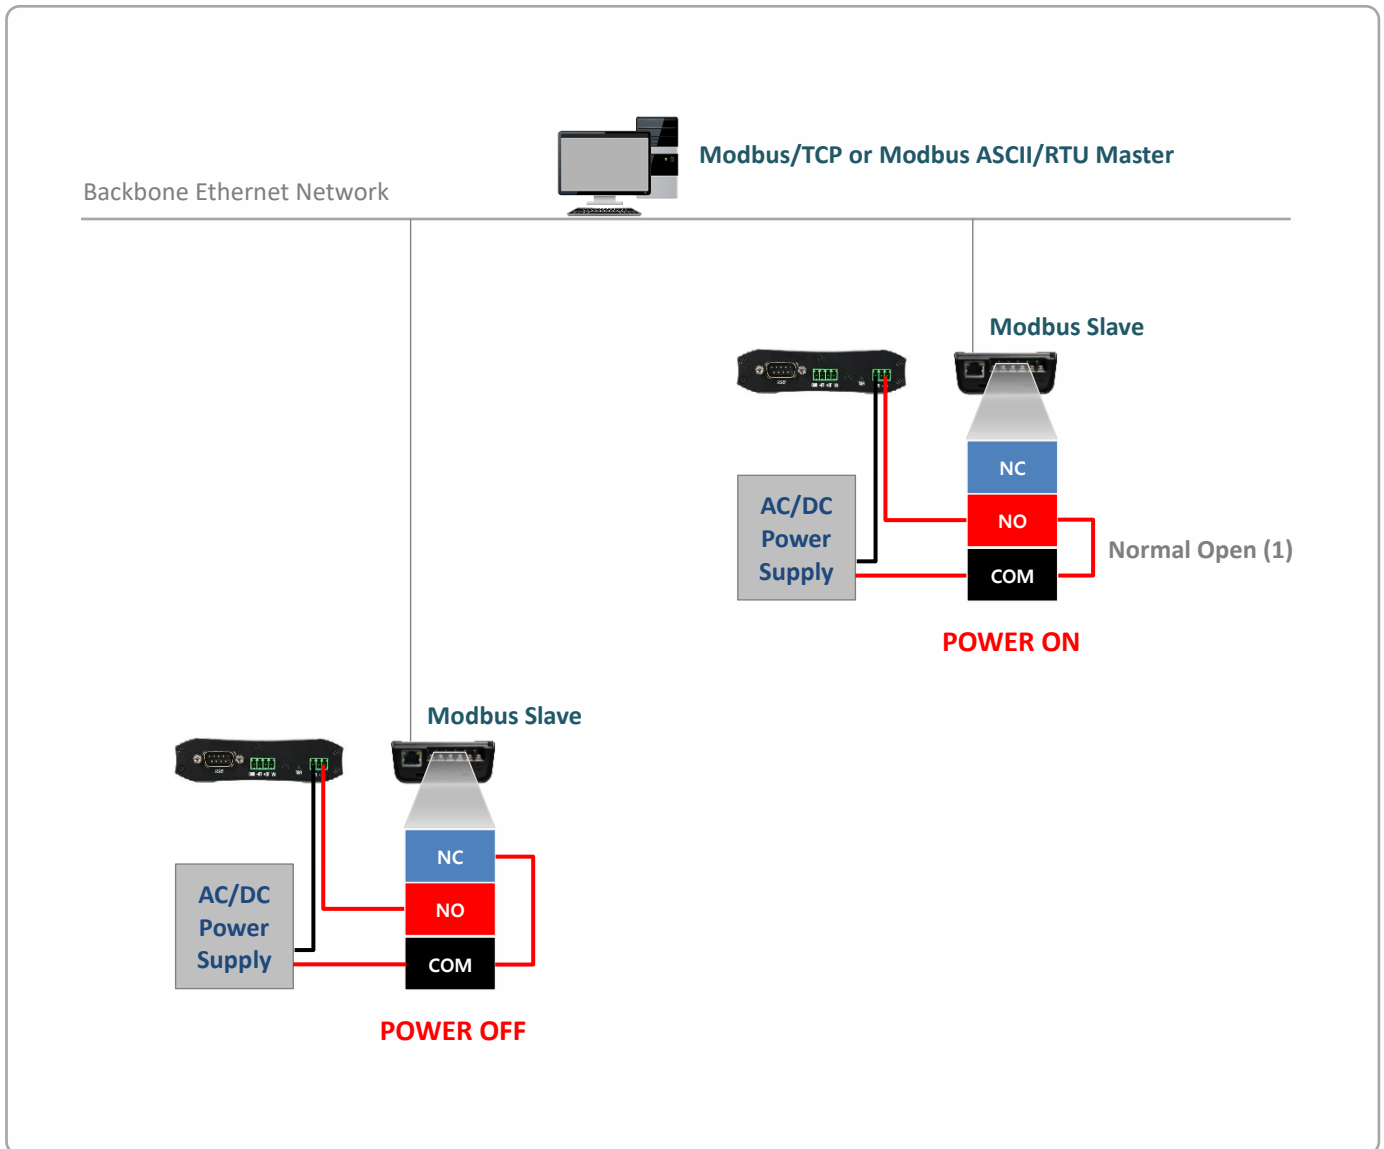 Modbus/TCP or Modbus ASCII/RTU Master
Backbone Ethernet Network
Modbus Slave
NC
NO
COM
AC/DC
Power
Supply
Normal Open (1)
POWER ON
Modbus Slave
NC
NO
COM
AC/DC
Power
Supply
POWER OFF